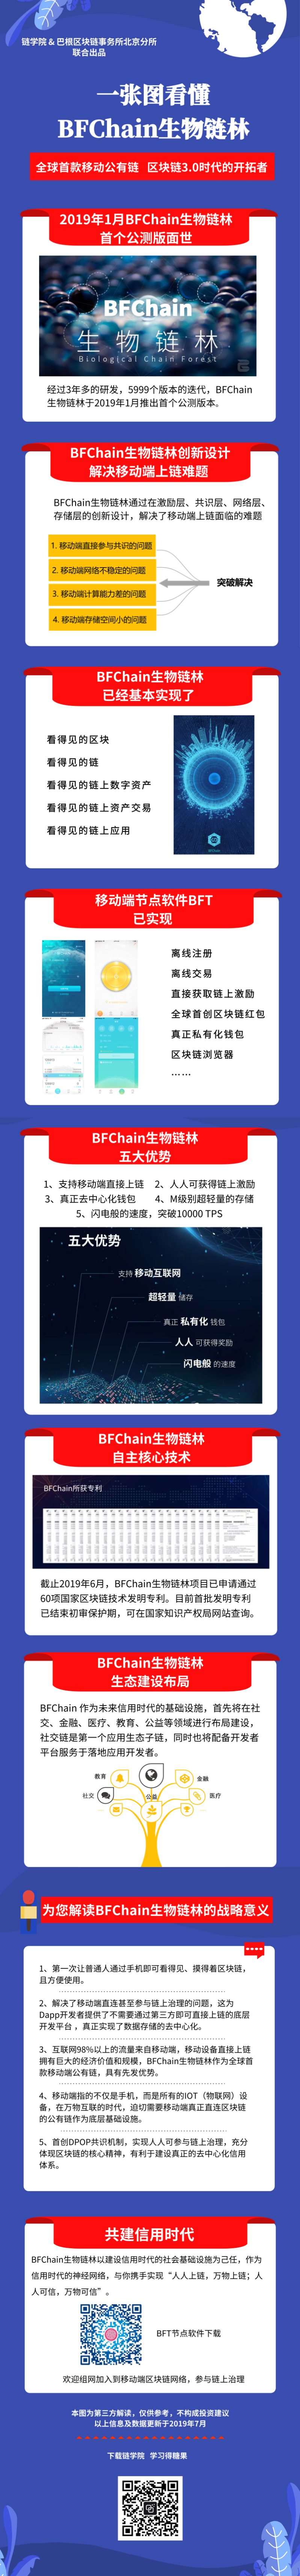 链学院 & 巴根区块链事务所北京分所
联合出品
一张图看懂
BFChain生物链林
全球首款移动公有链 区块链3.0时代的开拓者
2019年1月BFChain生物链林
首个公测版面世
BFChain
生物链林
Biological Chain Forest
经过3年多的研发，5999个版本的迭代，BFChain
生物链林于2019年1月推出首个公测版本。
BFChain生物链林创新设计
解决移动端上链难题
BFChain生物链林通过在激励层、共识层、网络层、
存储层的创新设计，解决了移动端上链面临的难题
1. 移动端直接参与共识的问题
2. 移动端网络不稳定的问题
3. 移动端计算能力差的问题
4. 移动端存储空间小的问题
突破解决
BFChain生物链林
已经基本实现了
看得见的区块
看得见的链
看得见的链上数字资产
看得见的链上资产交易
看得见的链上应用
移动端节点软件BFT
已实现
离线注册
离线交易
直接获取链上激励
全球首创区块链红包
真正私有化钱包
区块链浏览器
……
BFChain生物链林
五大优势
1、支持移动端直接上链 2、人人可获得链上激励
3、真正去中心化钱包 4、M级别超轻量的存储
5、闪电般的速度，突破10000 TPS
五大优势
支持 移动互联网
超轻量 储存
真正 私有化 钱包
人人 可获得奖励
闪电般 的速度
BFChain生物链林
自主核心技术
BFChain所获专利
截止2019年6月，BFChain生物链林项目已申请通过
60项国家区块链技术发明专利。目前首批发明专利
已结束初审保护期，可在国家知识产权局网站查询。
BFChain生物链林
生态建设布局
BFChain 作为未来信用时代的基础设施，首先将在社
交、金融、医疗、教育、公益等领域进行布局建设，
社交链是第一个应用生态子链，同时也将配备开发者
平台服务于落地应用开发者。
教育
金融
社交
公益
医疗
为您解读BFChain生物链林的战略意义
1、第一次让普通人通过手机即可看得见、摸得着区块链，
且方便使用。
2、解决了移动端直连甚至参与链上治理的问题，这为
Dapp开发者提供了不需要通过第三方即可直接上链的底层
开发平台 ，真正实现了数据存储的去中心化。
3、互联网98%以上的流量来自移动端，移动设备直接上链
拥有巨大的经济价值和规模，BFChain生物链林作为全球首
款移动端公有链，具有先发优势。
4、移动端指的不仅是手机，而是所有的IOT（物联网）设
备，在万物互联的时代，迫切需要移动端真正直连区块链
的公有链作为底层基础设施。
5、首创DPOP共识机制，实现人人可参与链上治理，充分
体现区块链的核心精神，有利于建设真正的去中心化信用
体系。
共建信用时代
BFChain生物链林以建设信用时代的社会基础设施为己任，作为
信用时代的神经网络，与你携手实现“人人上链，万物上链；人
人可信，万物可信”。
BFT节点软件下载
欢迎组网加入到移动端区块链网络，参与链上治理
本图为第三方解读，仅供参考，不构成投资建议
以上信息及数据更新于2019年7月
下载链学院 学习得糖果